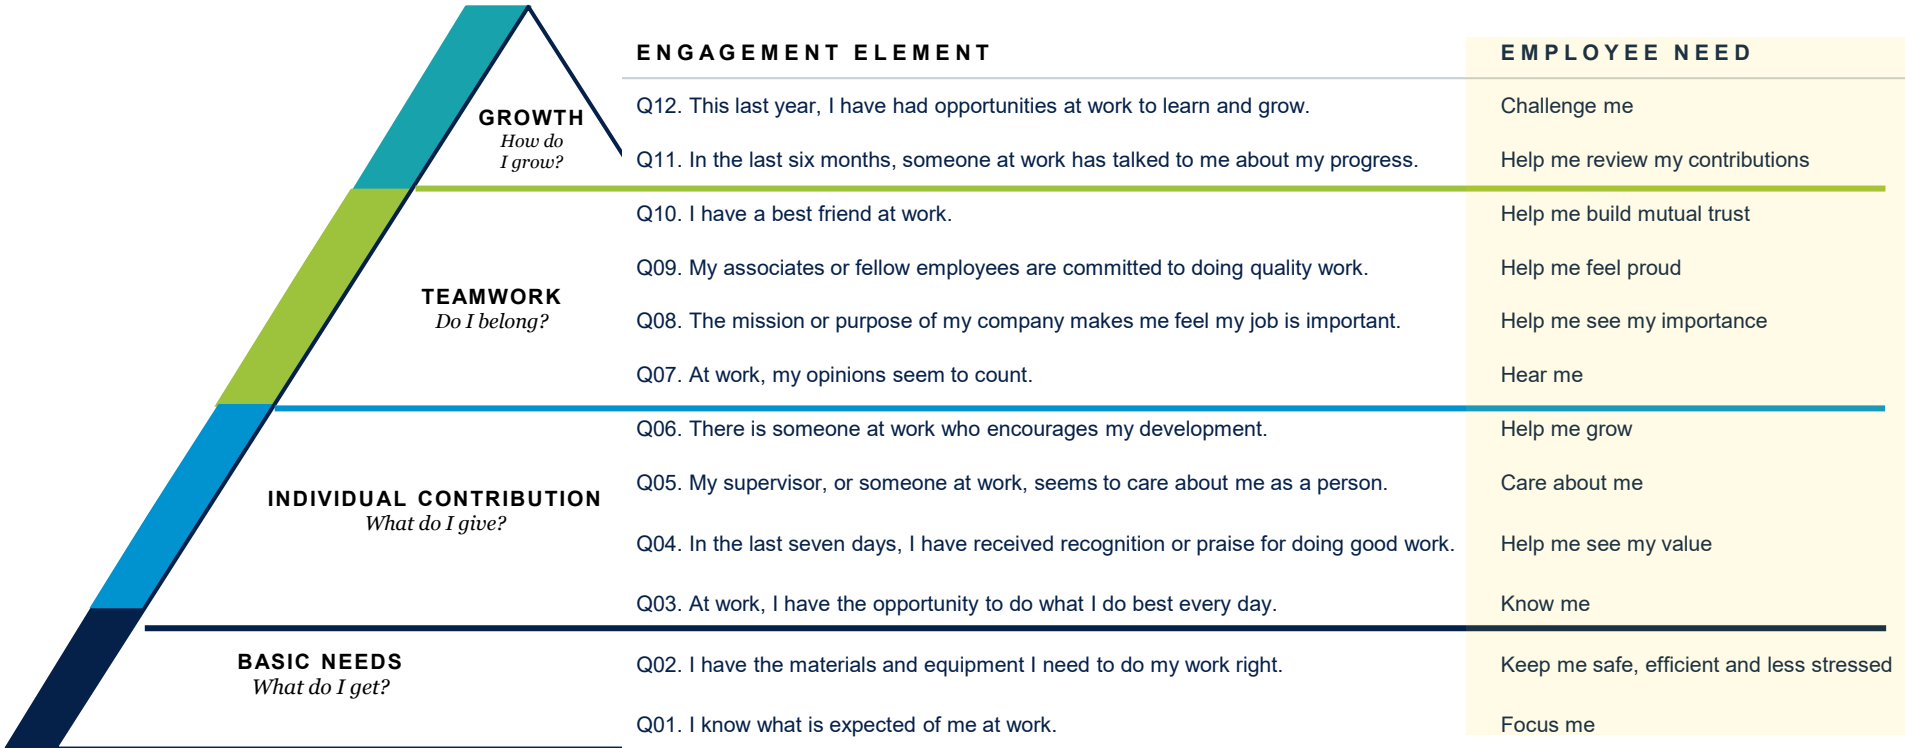 ENGAGEMENT ELEMENT EMPLOYEE NEED
GROWTH
How do
I grow?
Q12. This last year, I have had opportunities at work to learn and grow. Challenge me
Q11. In the last six months, someone at work has talked to me about my progress. Help me review my contributions
TEAMWORK
Do I belong?
Q10. I have a best friend at work. Help me build mutual trust
Q09. My associates or fellow employees are committed to doing quality work. Help me feel proud
Q08. The mission or purpose of my company makes me feel my job is important. Help me see my importance
Q07. At work, my opinions seem to count. Hear me
INDIVIDUAL CONTRIBUTION
What do I give?
Q06. There is someone at work who encourages my development. Help me grow
Q05. My supervisor, or someone at work, seems to care about me as a person. Care about me
Q04. In the last seven days, I have received recognition or praise for doing good work. Help me see my value
Q03. At work, I have the opportunity to do what I do best every day. Know me
BASIC NEEDS
What do I get?
Q02. I have the materials and equipment I need to do my work right. Keep me safe, efficient and less stressed
Q01. I know what is expected of me at work. Focus me